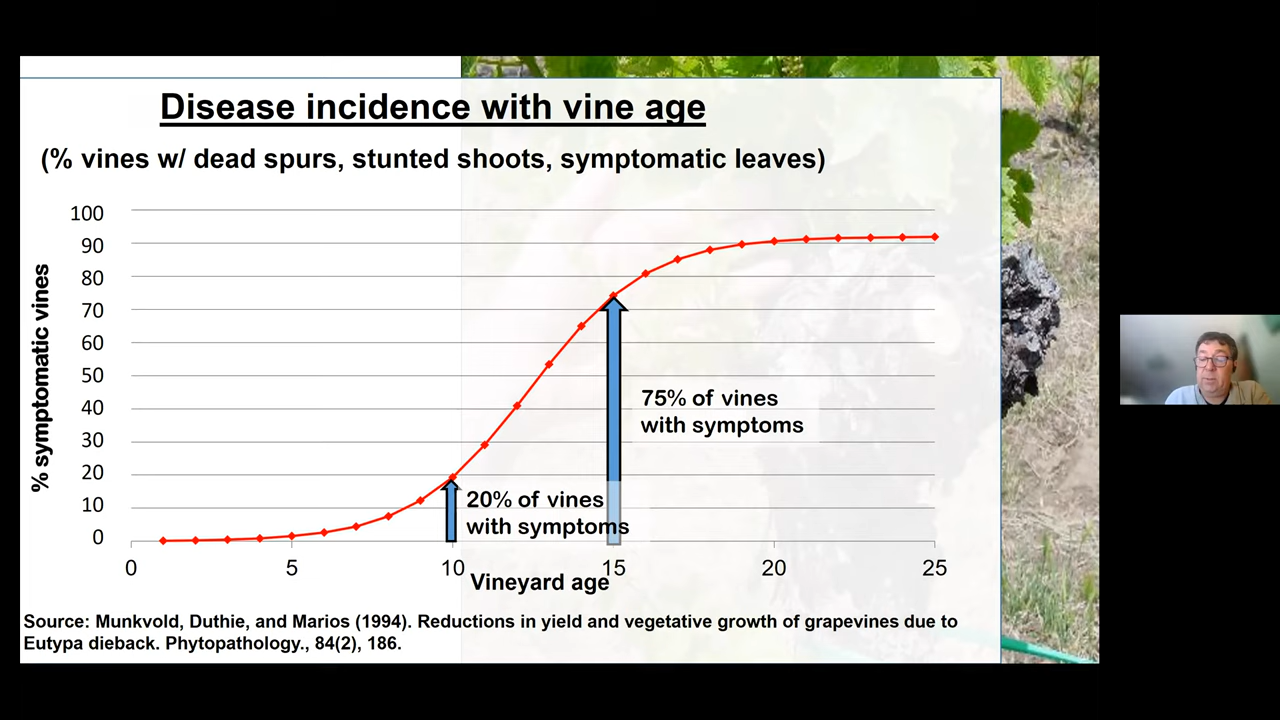 Disease incidence with vine age
(% vines w/ dead spurs, stunted shoots, symptomatic leaves)
% symptomatic vines
100
90
80
70
60
50
40
30
20
10
0
75% of vines
with symptoms
20% of vines
with symptoms
0 5 10 15 20 25
Vineyard age
Source: Munkvold, Duthie, and Marios (1994). Reductions in yield and vegetative growth of grapevines due to
Eutypa dieback. Phytopathology., 84(2), 186.